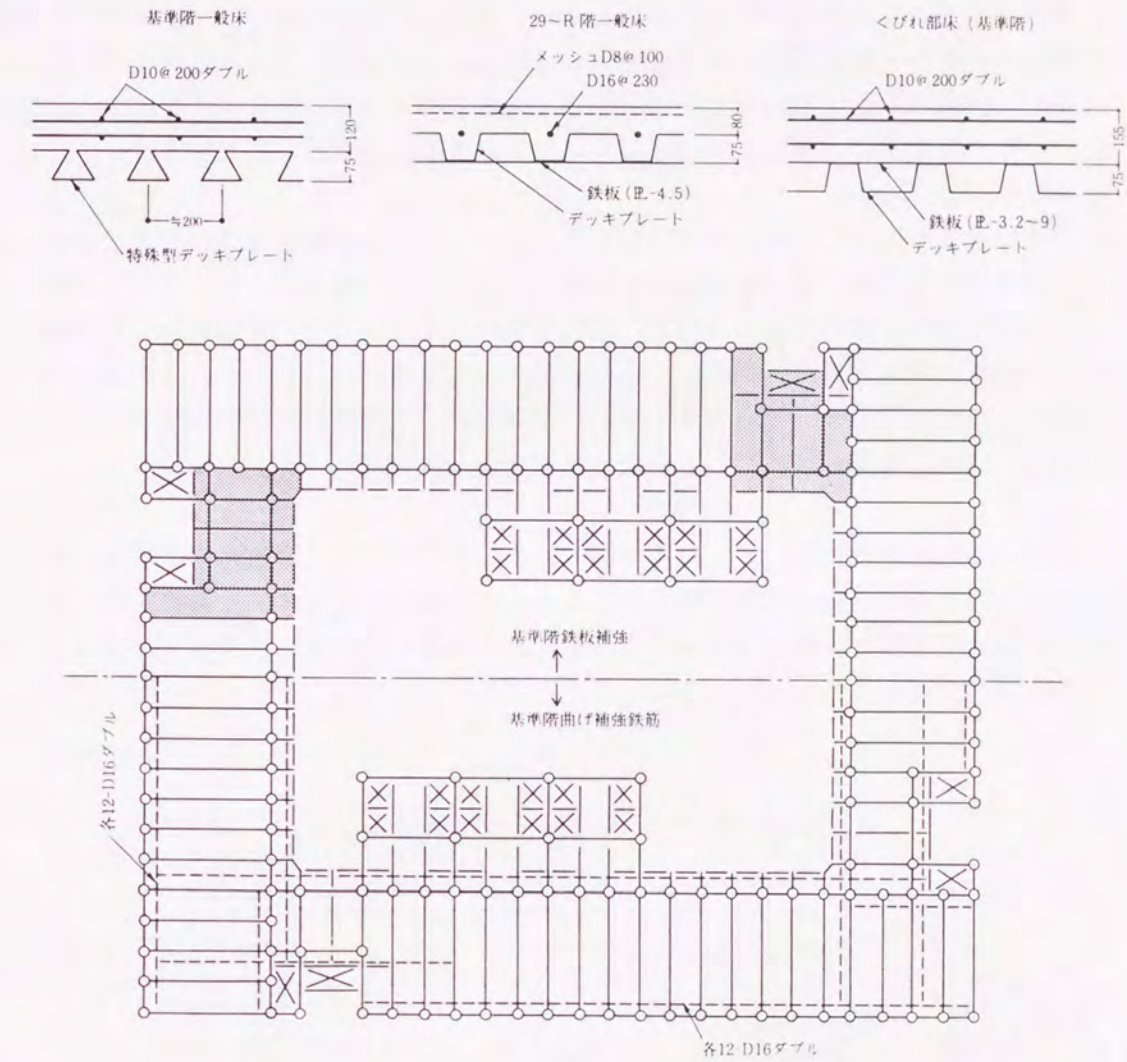 基準階一般床
D10@200ダブル
120
75
≒200
特殊型デッキプレート
29~R階一般床
メッシュD8@100
D16@230
80
75
鉄板(PL-4.5)
デッキプレート
くびれ部床(基準階)
D10@200ダブル
155
75
鉄板(PL-3.2~9)
デッキプレート
基準階鉄板補強
基準階曲げ補強鉄筋
各12-D16ダブル
各12-D16ダブル